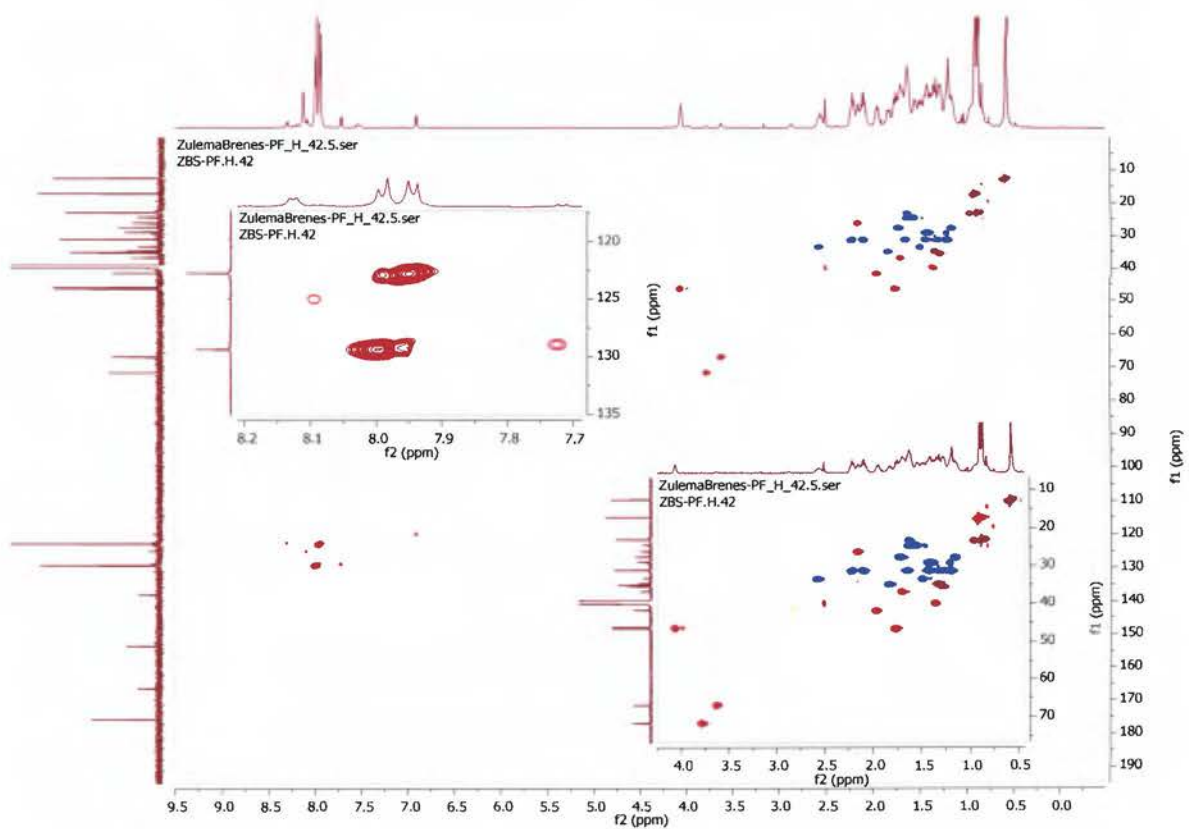 ZulemaBrenes-PF_H_42.5.ser
ZBS-PF.H.42
ZulemaBrenes-PF_H_42.5.ser
ZBS-PF.H.42
120
125
130
135
f1 (ppm)
8.2 8.1 8.0 7.9 7.8 7.7
f2 (ppm)
ZulemaBrenes-PF_H_42.5.ser
ZBS-PF.H.42
10
20
30
40
50
60
70
f1 (ppm)
4.0 3.5 3.0 2.5 2.0 1.5 1.0 0.5
f2 (ppm)
10
20
30
40
50
60
70
80
90
100
110
120
130
140
150
160
170
180
190
f1 (ppm)
9.5 9.0 8.5 8.0 7.5 7.0 6.5 6.0 5.5 5.0 4.5 4.0 3.5 3.0 2.5 2.0 1.5 1.0 0.5 0.0
f2 (ppm)